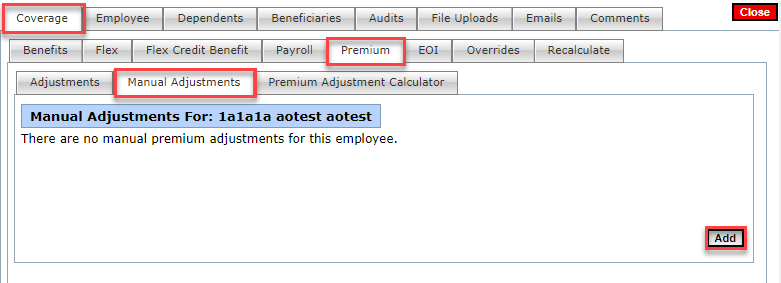 Coverage Employee Dependents Beneficiaries Audits File Uploads Emails Comments Close
Benefits Flex Flex Credit Benefit Payroll Premium EOI Overrides Recalculate
Adjustments Manual Adjustments Premium Adjustment Calculator
Manual Adjustments For: 1a1a1a aotest aotest
There are no manual premium adjustments for this employee.
Add